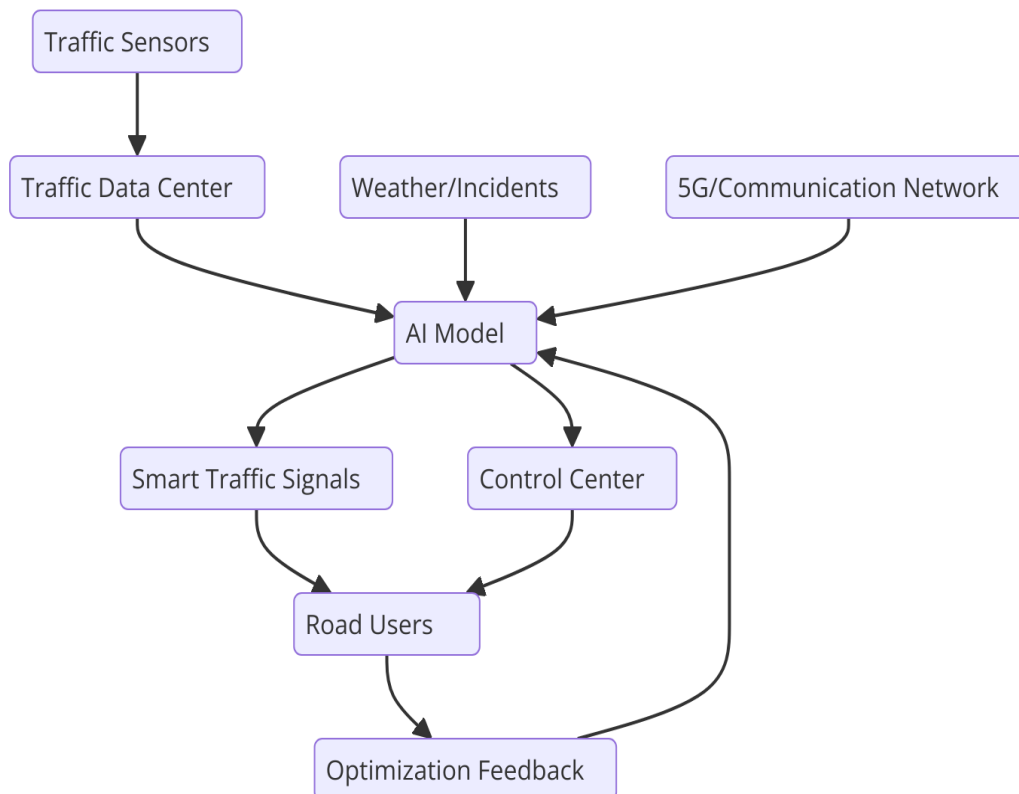 Traffic Sensors
Traffic Data Center
Weather/Incidents
5G/Communication Network
AI Model
Smart Traffic Signals
Control Center
Road Users
Optimization Feedback